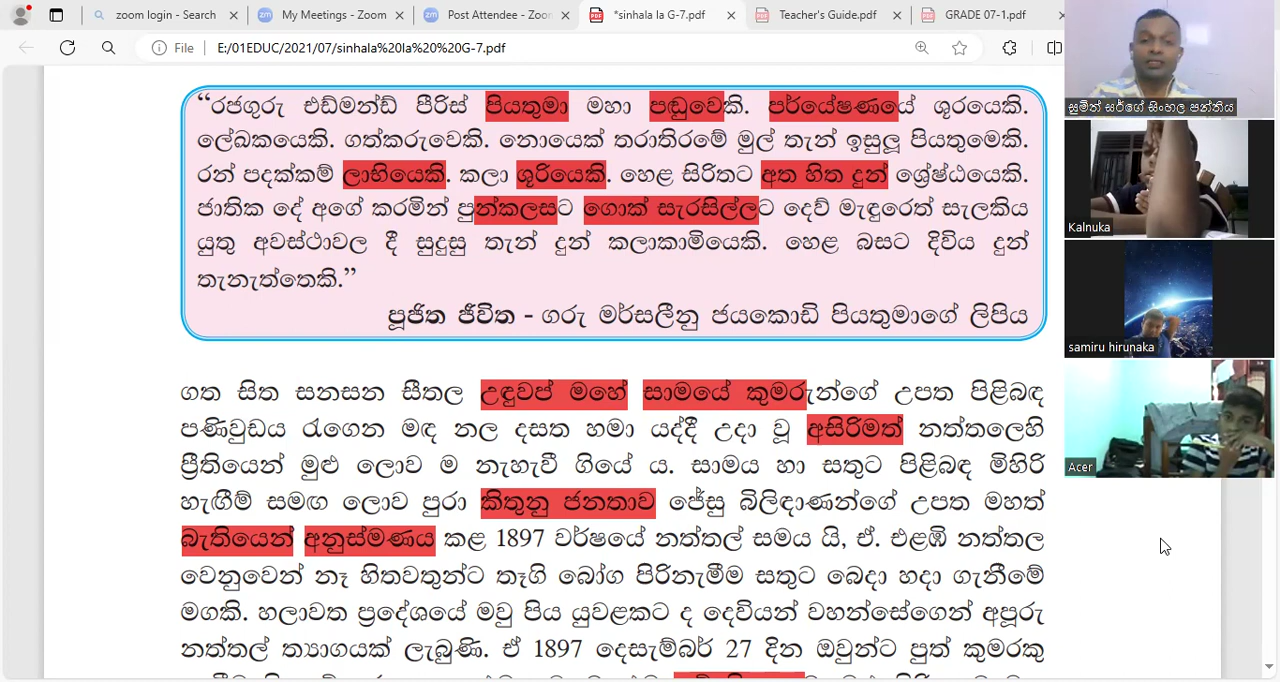 zoom login - Search
My Meetings - Zoom
Post Attendee - Zoo
*sinhala la G-7.pdf
Teacher's Guide.pdf
GRADE 07-1.pdf
File
E:/01EDUC/2021/07/sinhala%20la%20%20G-7.pdf
“රජගුරු එඩ්මන්ඩ් පීරිස් පියතුමා මහා පඬුවෙකි. පර්යේෂණයේ ශූරයෙකි.
ලේඛකයෙකි. ගත්කරුවෙකි. නොයෙක් තරාතිරමේ මුල් තැන් ඉසුලූ පියතුමෙකි.
රන් පදක්කම් ලාභියෙකි. කලා ශූරියෙකි. හෙළ සිරිතට අත හිත දුන් ශ්‍රේෂ්ඨයෙකි.
ජාතික දේ අගේ කරමින් පුන්කලසට ගොක් සැරසිල්ලට දෙව් මැඳුරෙත් සැලකිය
යුතු අවස්ථාවල දී සුදුසු තැන් දුන් කලාකාමියෙකි. හෙළ බසට දිවිය දුන්
තැනැත්තෙකි.”
පූජිත ජීවිත - ගරු මර්සලීනු ජයකොඩි පියතුමාගේ ලිපිය
ගත සිත සනසන සීතල උඳුවප් මහේ සාමයේ කුමරුන්ගේ උපත පිළිබඳ
පණිවුඩය රැගෙන මඳ නල දසත හමා යද්දී උදා වූ අසිරිමත් නත්තලෙහි
ප්‍රීතියෙන් මුළු ලොව ම නැහැවී ගියේ ය. සාමය හා සතුට පිළිබඳ මිහිරි
හැඟීම් සමඟ ලොව පුරා කිතුනු ජනතාව ජේසු බිලිඳාණන්ගේ උපත මහත්
බැතියෙන් අනුස්මණය කළ 1897 වර්ෂයේ නත්තල් සමය යි, ඒ. එළඹි නත්තල
වෙනුවෙන් නෑ හිතවතුන්ට තෑගි බෝග පිරිනැමීම සතුට බෙදා හදා ගැනීමේ
මගකි. හලාවත ප්‍රදේශයේ මවු පිය යුවළකට ද දෙවියන් වහන්සේගෙන් අපූරු
නත්තල් ත්‍යාගයක් ලැබුණි. ඒ 1897 දෙසැම්බර් 27 දින ඔවුන්ට පුත් කුමරකු
සුමිත් සර්ගේ සිංහල පන්තිය
Kalnuka
samiru hirunaka
Acer